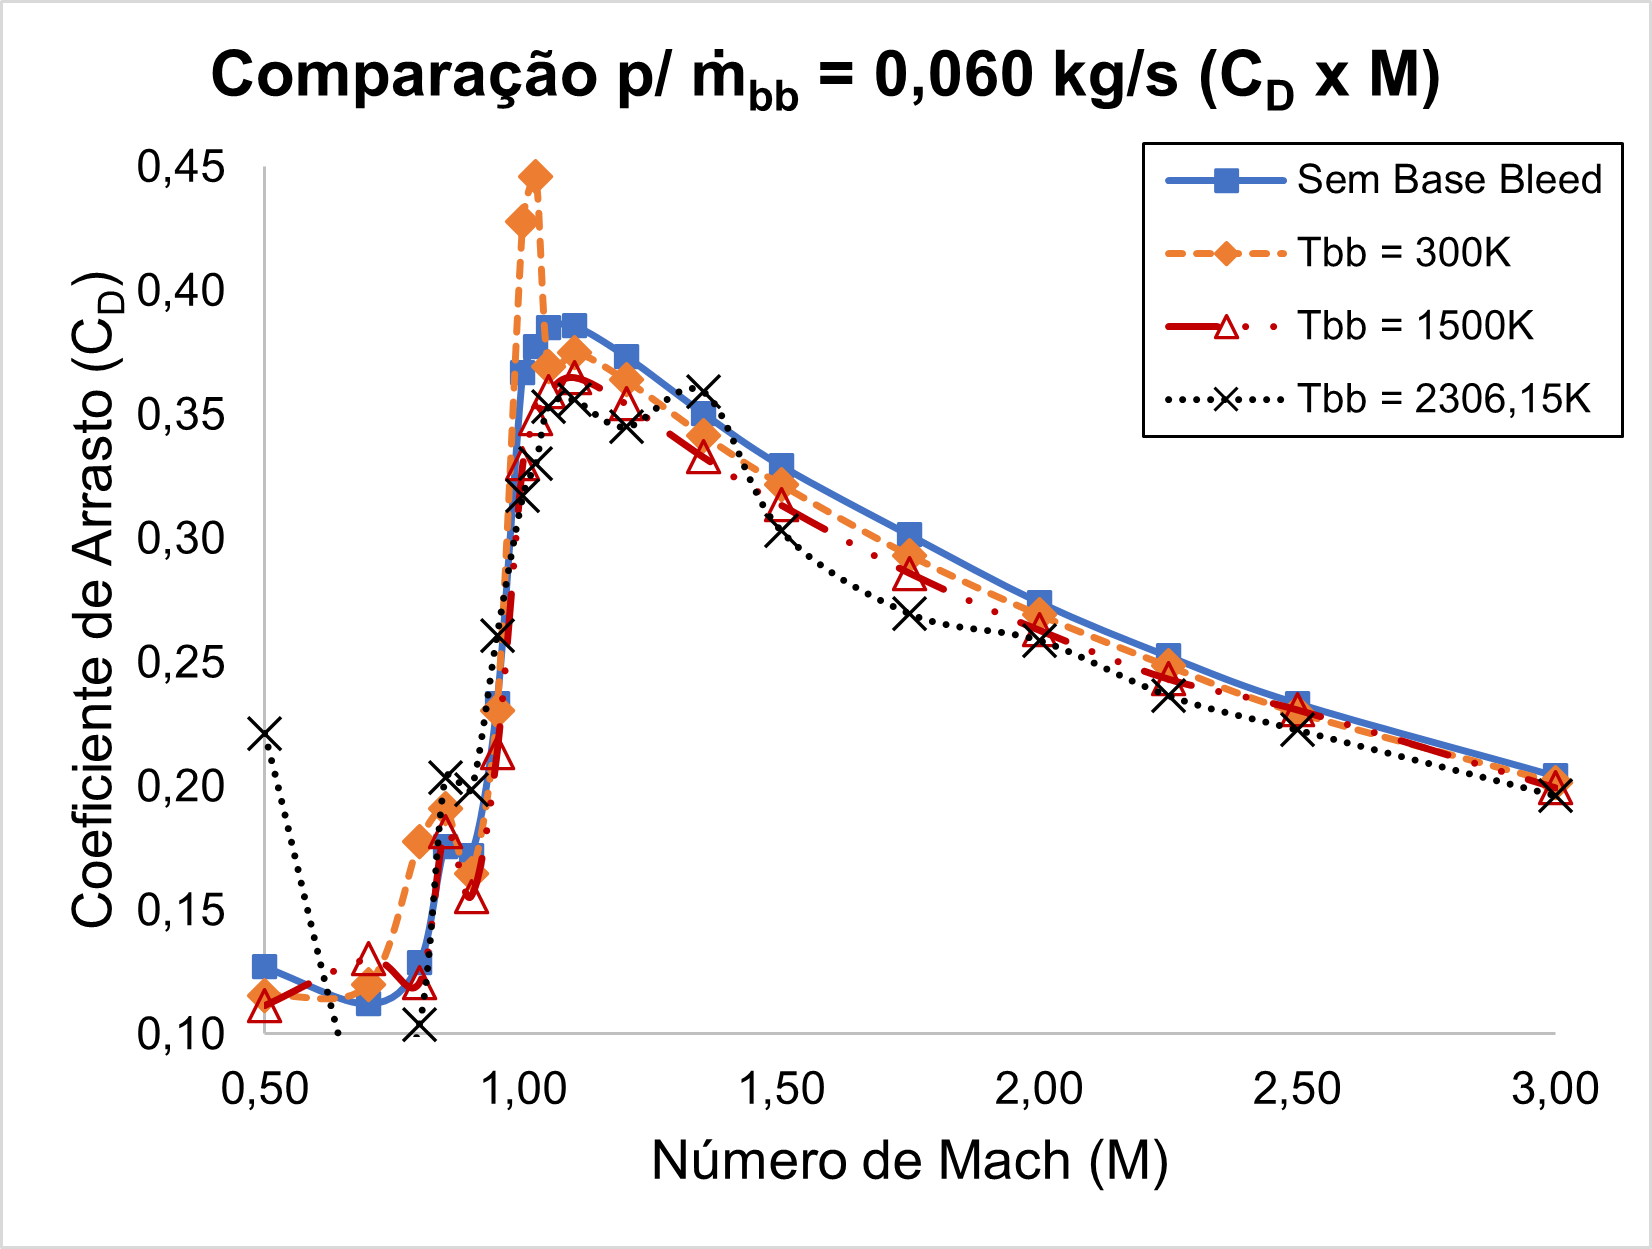 Comparação p/ ṁbb = 0,060 kg/s (CD x M)
Sem Base Bleed
Tbb = 300K
Tbb = 1500K
Tbb = 2306,15K
Coeficiente de Arrasto (CD)
0,45
0,40
0,35
0,30
0,25
0,20
0,15
0,10
0,50 1,00 1,50 2,00 2,50 3,00
Número de Mach (M)